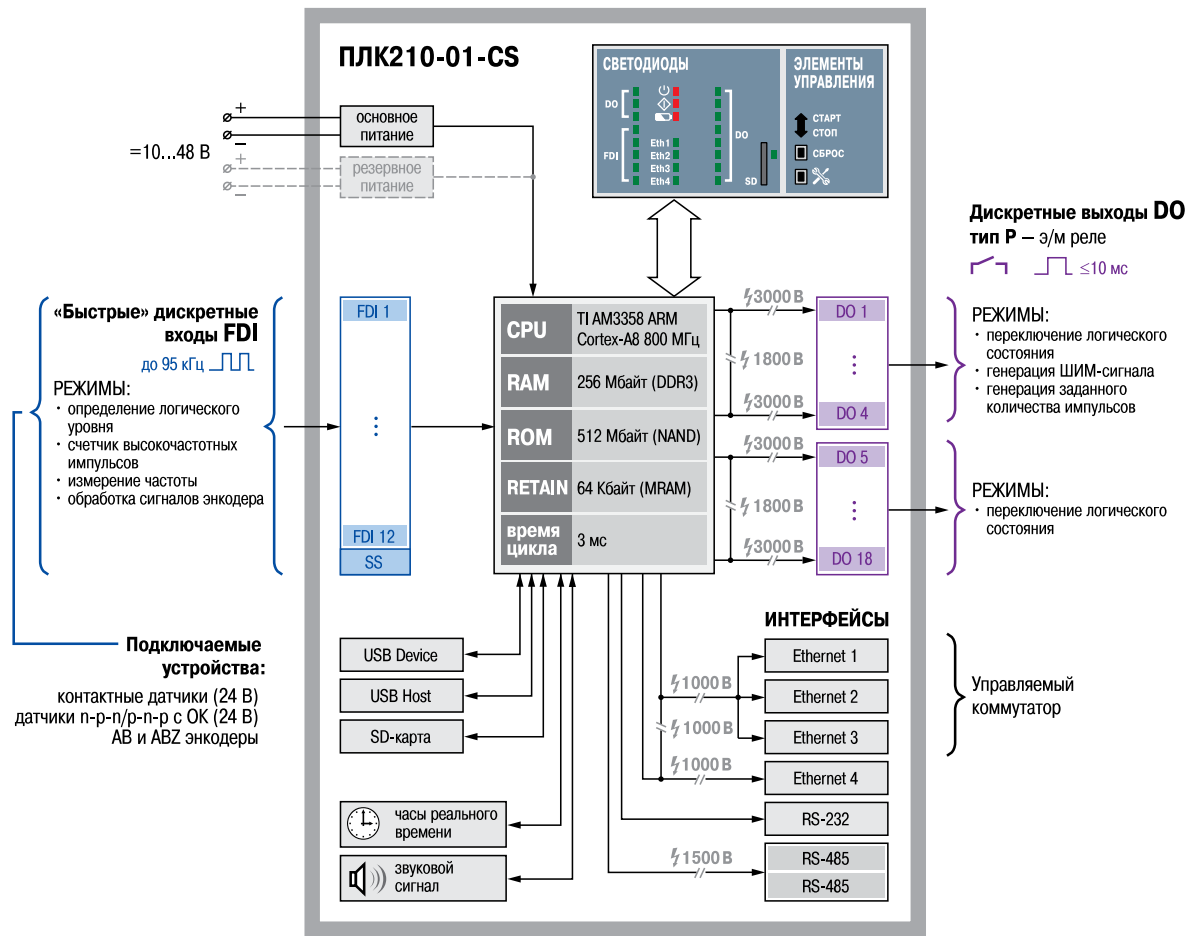 ПЛК210-01-CS
СВЕТОДИОДЫ
DO
FDI
Eth1
Eth2
Eth3
Eth4
DO
SD
ЭЛЕМЕНТЫ
УПРАВЛЕНИЯ
СТАРТ
СТОП
СБРОС
+
−
=10...48 В
+
−
основное
питание
резервное
питание
«Быстрые» дискретные
входы FDI
до 95 кГц
РЕЖИМЫ:
· определение логического
уровня
· счетчик высокочастотных
импульсов
· измерение частоты
· обработка сигналов энкодера
FDI 1
FDI 12
SS
CPU
TI AM3358 ARM
Cortex-A8 800 МГц
RAM
256 Мбайт (DDR3)
ROM
512 Мбайт (NAND)
RETAIN
64 Кбайт (MRAM)
время
цикла
3 мс
3000 В
1800 В
3000 В
3000 В
1800 В
3000 В
DO 1
DO 4
DO 5
DO 18
Дискретные выходы DO
тип Р – э/м реле
≤10 мс
РЕЖИМЫ:
· переключение логического
состояния
· генерация ШИМ-сигнала
· генерация заданного
количества импульсов
РЕЖИМЫ:
· переключение логического
состояния
Подключаемые
устройства:
контактные датчики (24 В)
датчики n-p-n/p-n-p с ОК (24 В)
АВ и ABZ энкодеры
USB Device
USB Host
SD-карта
часы реального
времени
звуковой
сигнал
ИНТЕРФЕЙСЫ
1000 В
1000 В
1000 В
1500 В
Ethernet 1
Ethernet 2
Ethernet 3
Ethernet 4
RS-232
RS-485
RS-485
Управляемый
коммутатор